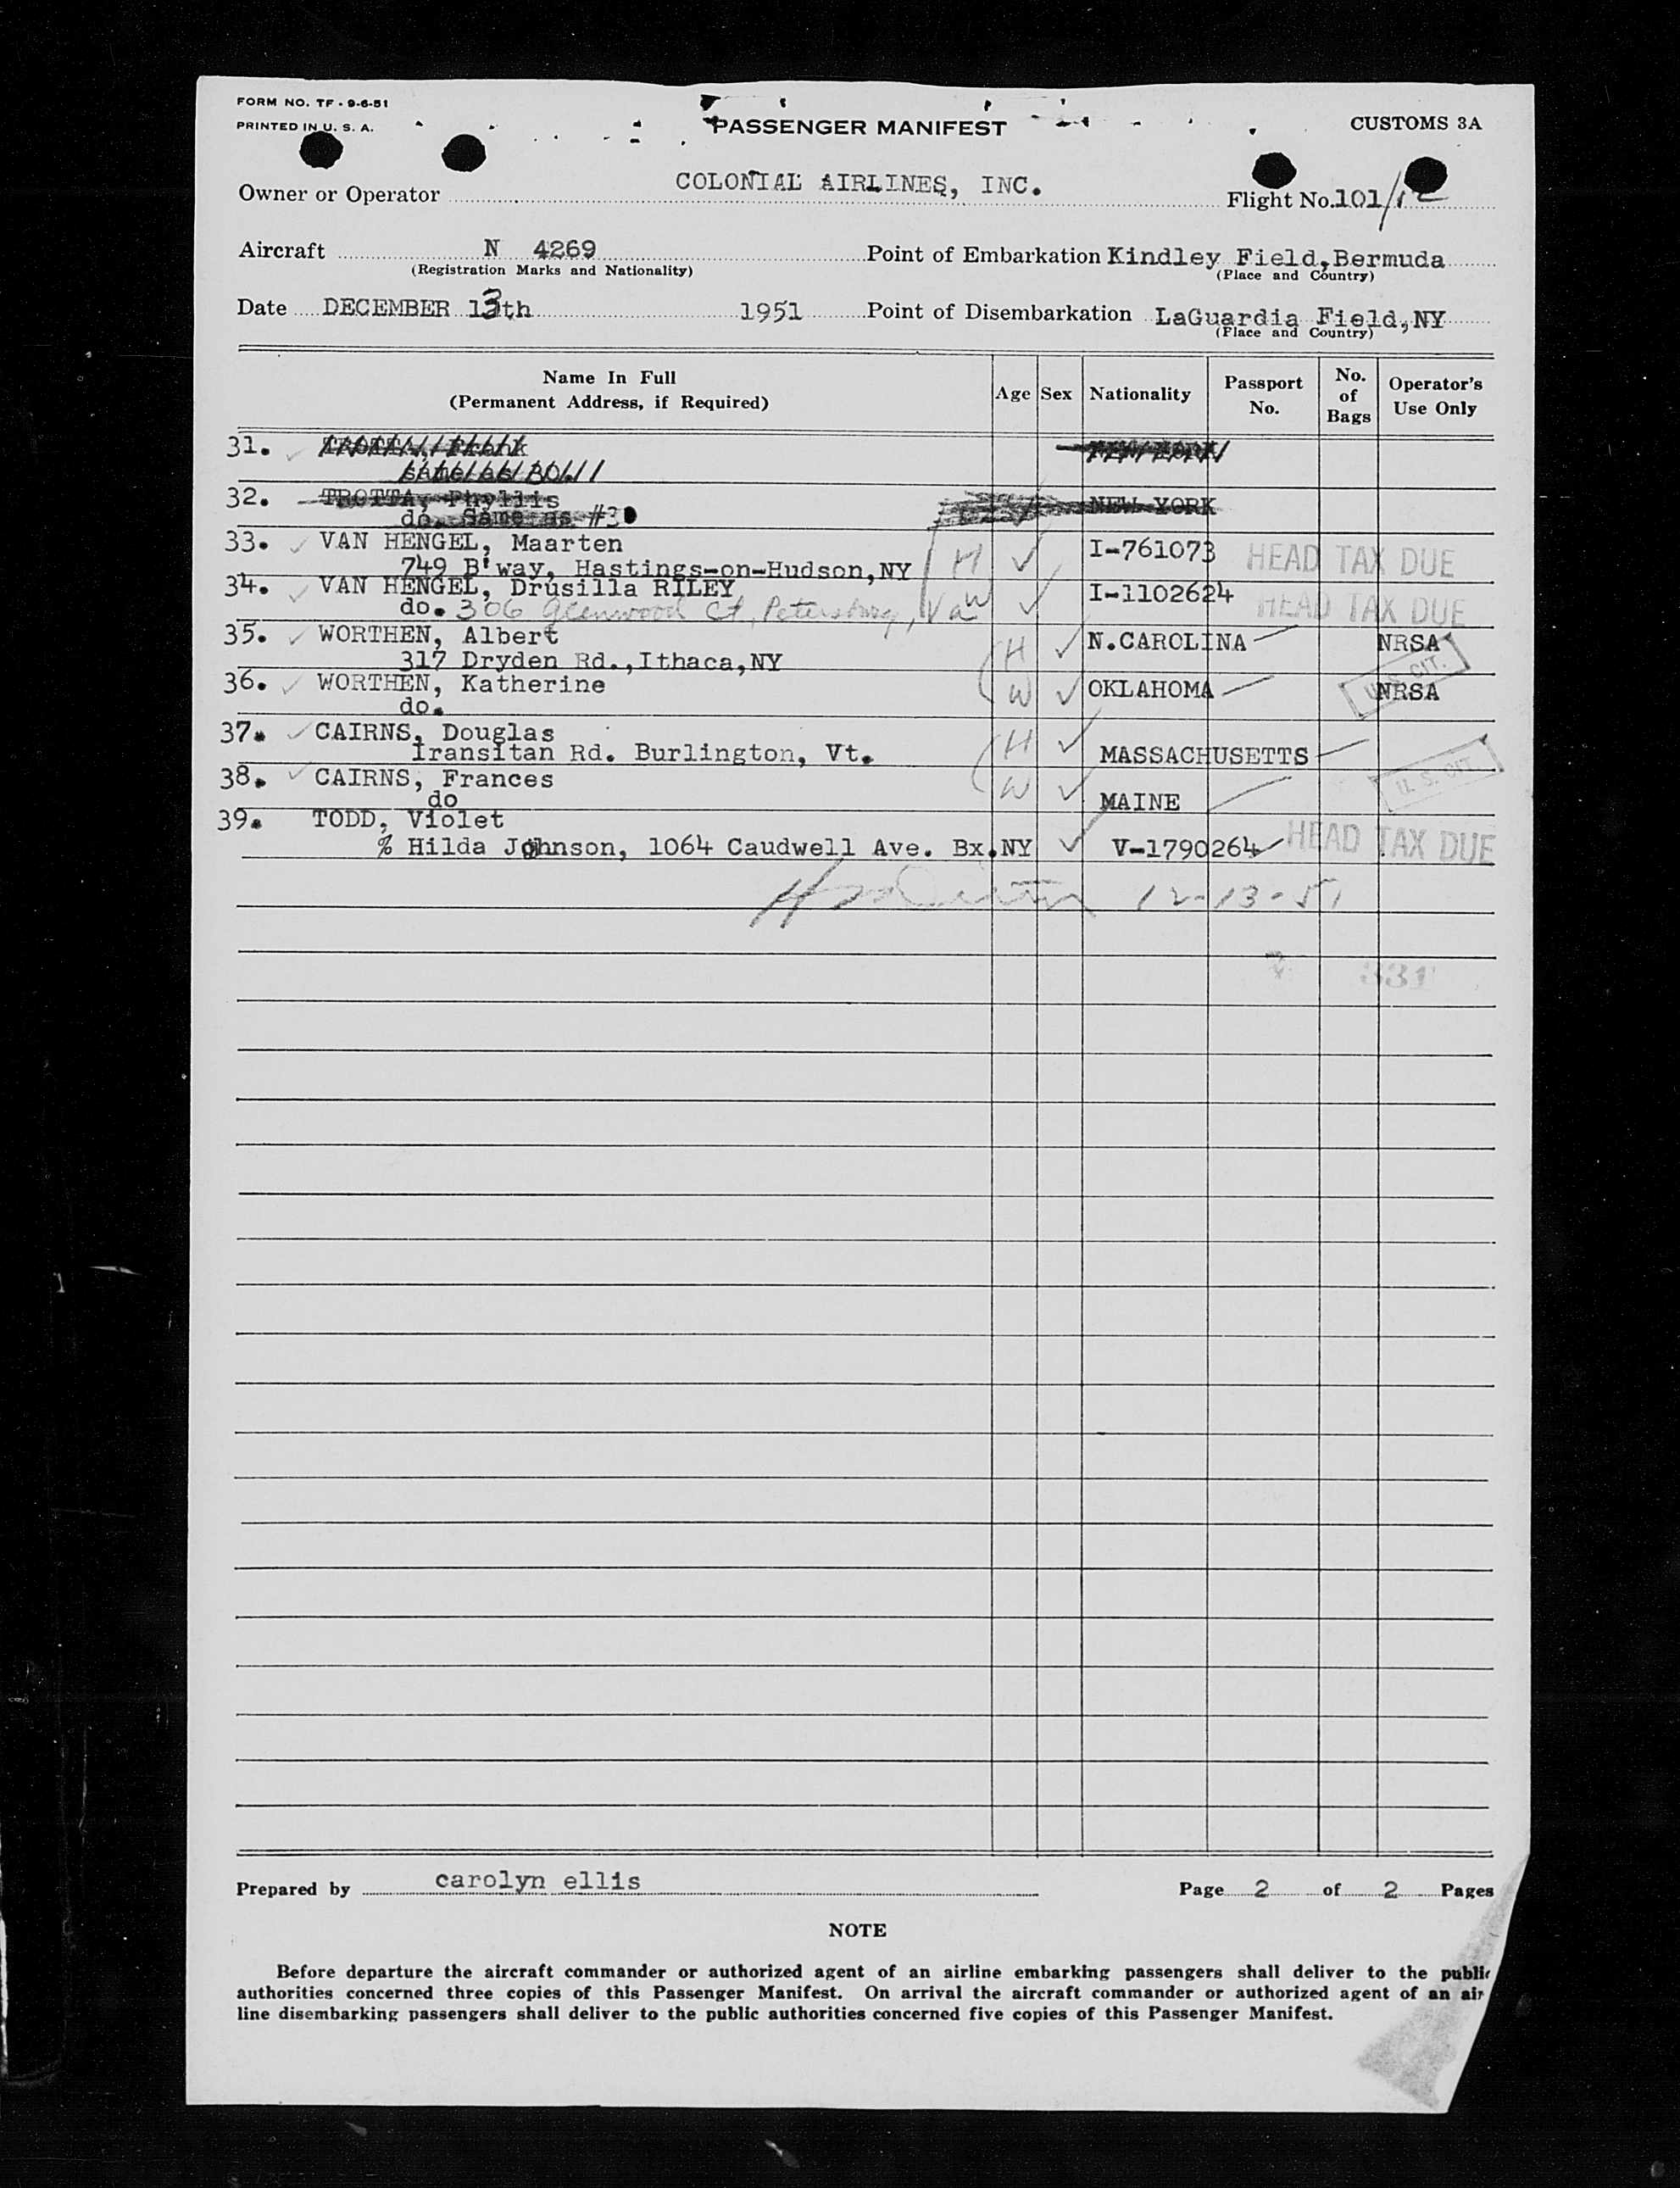 FORM NO. TF - 9-6-51
PRINTED IN U. S. A.
PASSENGER MANIFEST
CUSTOMS 3A
Owner or Operator COLONIAL AIRLINES, INC. Flight No. 101/12
Aircraft N 4269 Point of Embarkation Kindley Field, Bermuda
(Registration Marks and Nationality) (Place and Country)
Date DECEMBER 13th 1951 Point of Disembarkation LaGuardia Field, NY
(Place and Country)
Name In Full
(Permanent Address, if Required)
Age Sex Nationality Passport No. No. of Bags Operator's Use Only
31. Frank
32. TROTTA, Phyllis NEW YORK
do. Same as #30
33. VAN HENGEL, Maarten H I-761073 HEAD TAX DUE
749 B'way, Hastings-on-Hudson,NY
34. VAN HENGEL, Drusilla RILEY W I-1102624 HEAD TAX DUE
do. 306 Glenwood Ct, Petersburg, Va
35. WORTHEN, Albert H N.CAROLINA NRSA
317 Dryden Rd.,Ithaca,NY U. S. CIT.
36. WORTHEN, Katherine W OKLAHOMA NRSA
do.
37. CAIRNS, Douglas H MASSACHUSETTS
Iransitan Rd. Burlington, Vt.
38. CAIRNS, Frances W MAINE U. S. CIT.
do
39. TODD, Violet
% Hilda Johnson, 1064 Caudwell Ave. Bx.NY V-1790264 HEAD TAX DUE
12-13-51
331
Prepared by carolyn ellis Page 2 of 2 Pages
NOTE
Before departure the aircraft commander or authorized agent of an airline embarking passengers shall deliver to the public
authorities concerned three copies of this Passenger Manifest. On arrival the aircraft commander or authorized agent of an air
line disembarking passengers shall deliver to the public authorities concerned five copies of this Passenger Manifest.